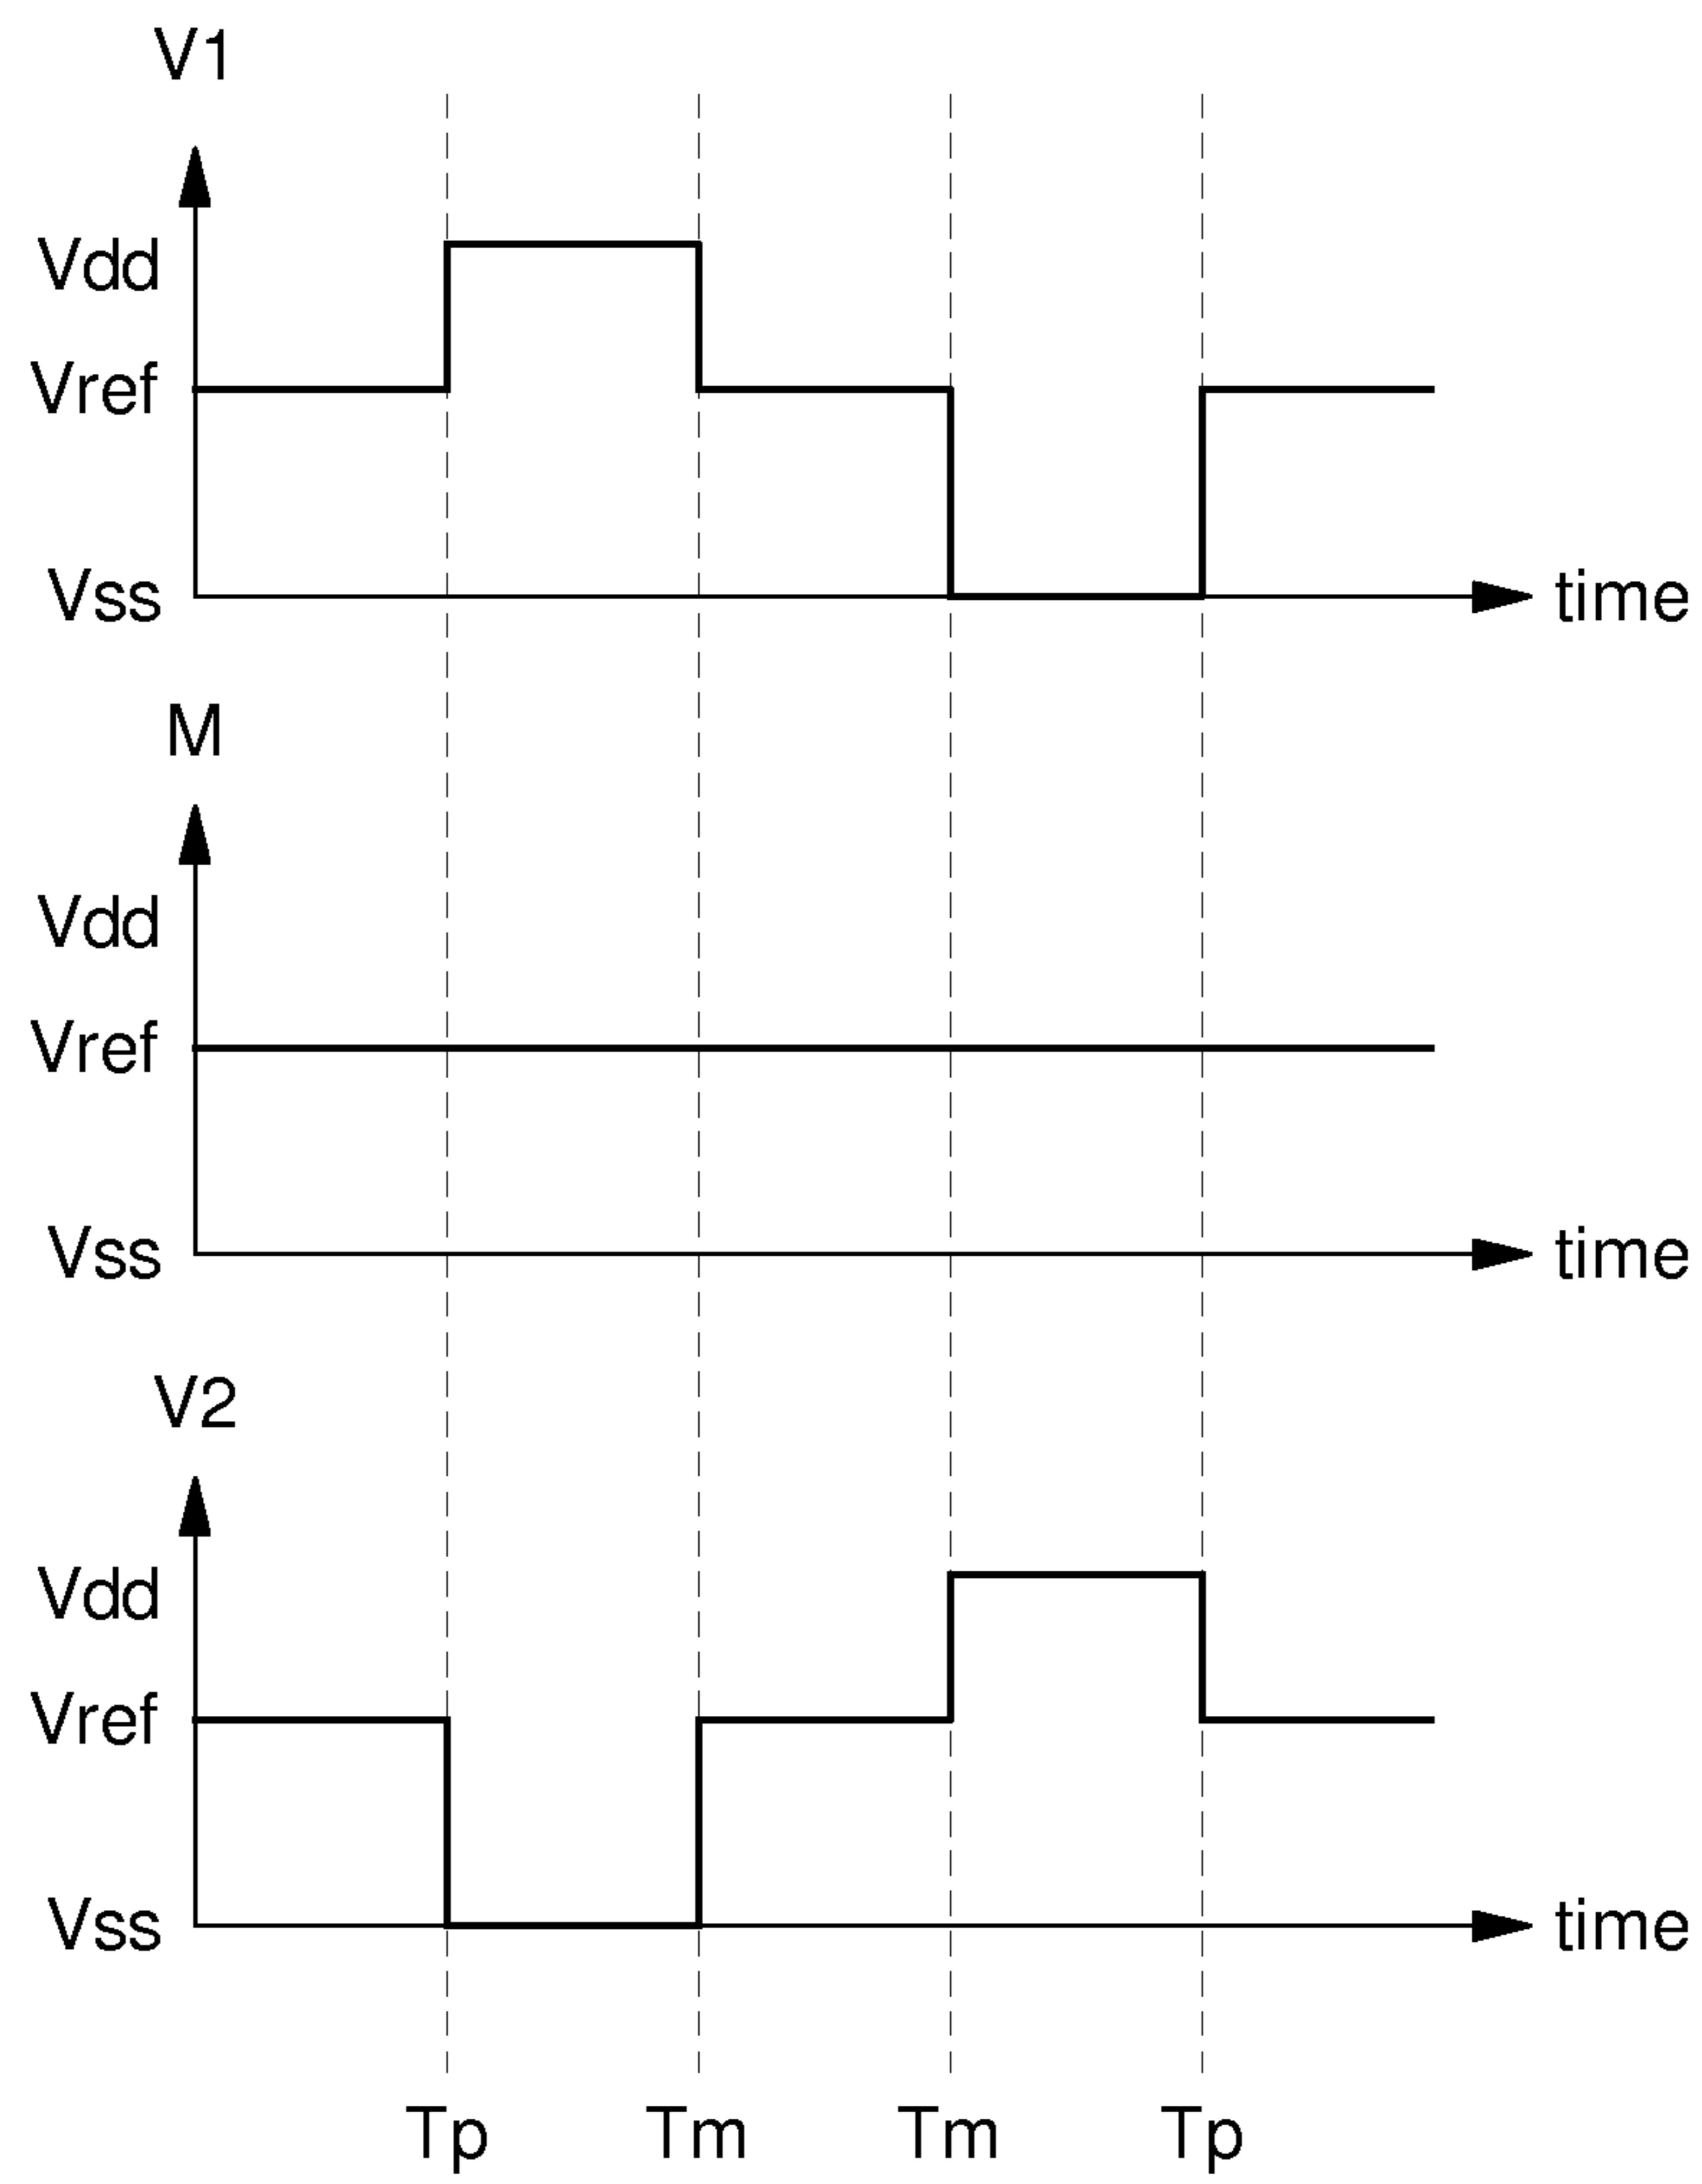 V1
Vdd
Vref
Vss
time
M
Vdd
Vref
Vss
time
V2
Vdd
Vref
Vss
time
Tp Tm Tm Tp